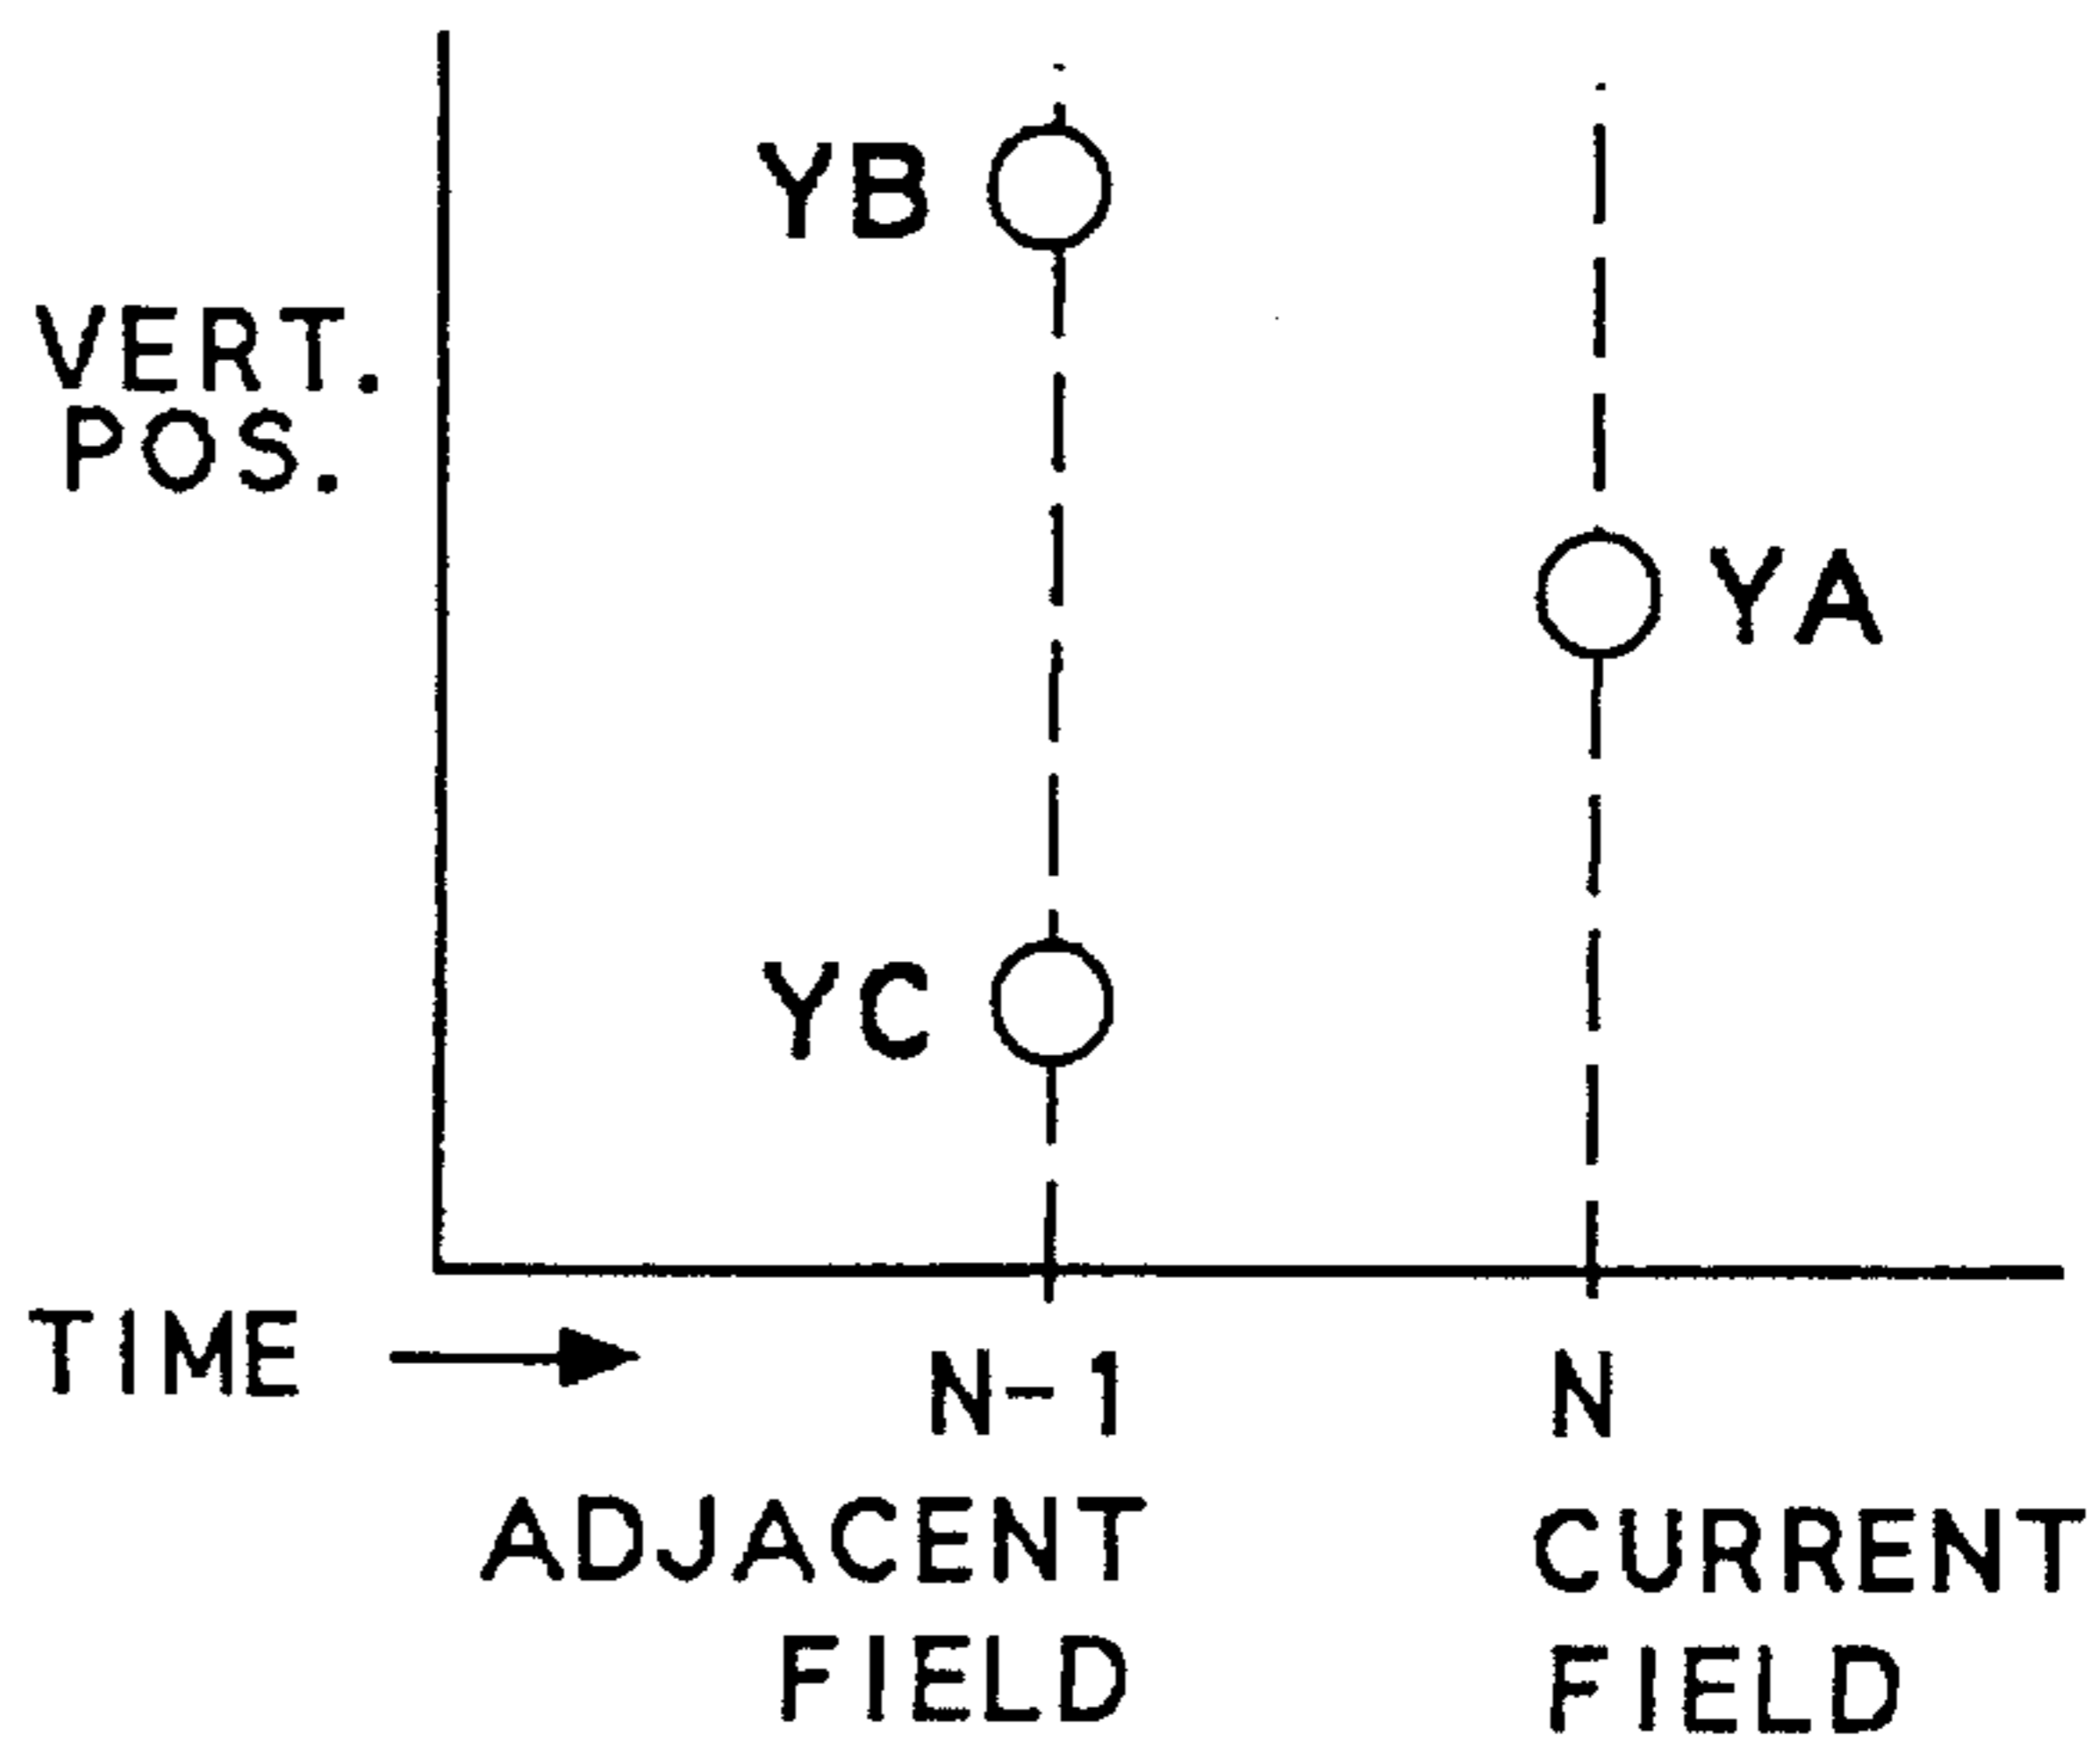 YB
VERT.
POS.
YA
YC
TIME
N-1
N
ADJACENT
FIELD
CURRENT
FIELD